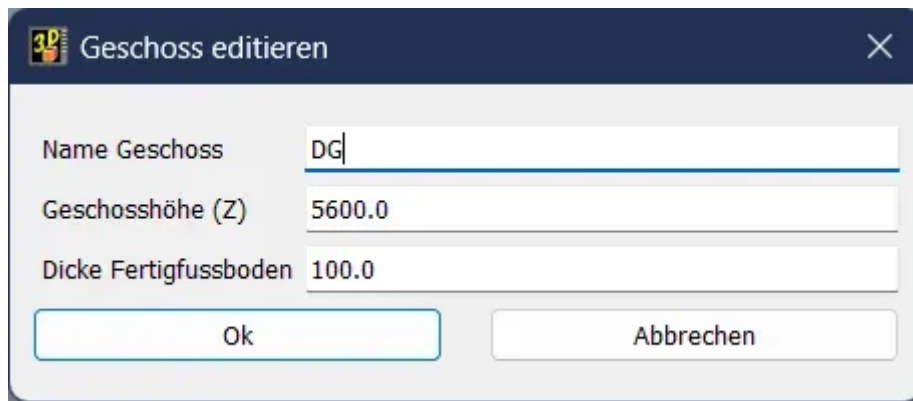 3D
Geschoss editieren
Name Geschoss DG
Geschosshöhe (Z) 5600.0
Dicke Fertigfussboden 100.0
Ok Abbrechen